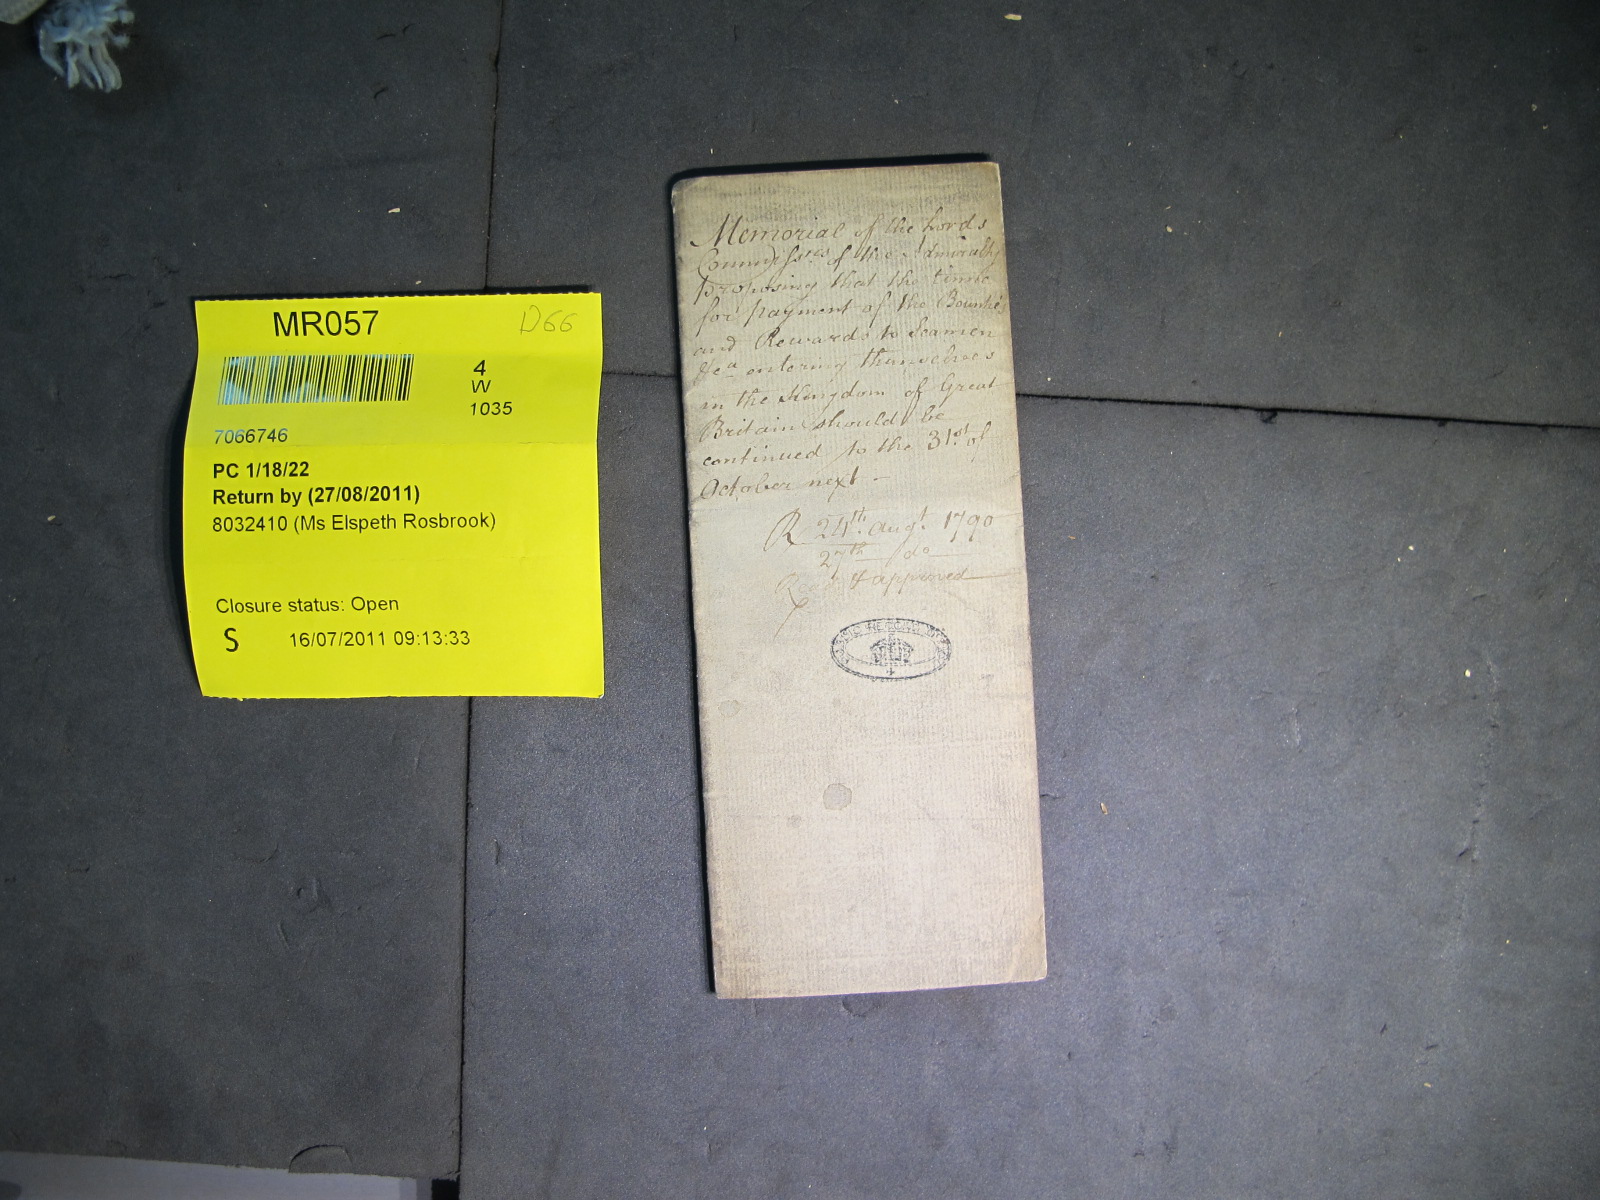 MR057 D66
4
W
1035
7066746
PC 1/18/22
Return by (27/08/2011)
8032410 (Ms Elspeth Rosbrook)
Closure status: Open
S 16/07/2011 09:13:33
Memorial of the Lords
Commissrs of the Admiralty
proposing that the time
for payment of the Bounties
and Rewards to Seamen
&ca entering themselves
in the Kingdom of Great
Britain should be
continued to the 31st of
October next -
R 24th. Augt. 1790
27th do
Read & approved